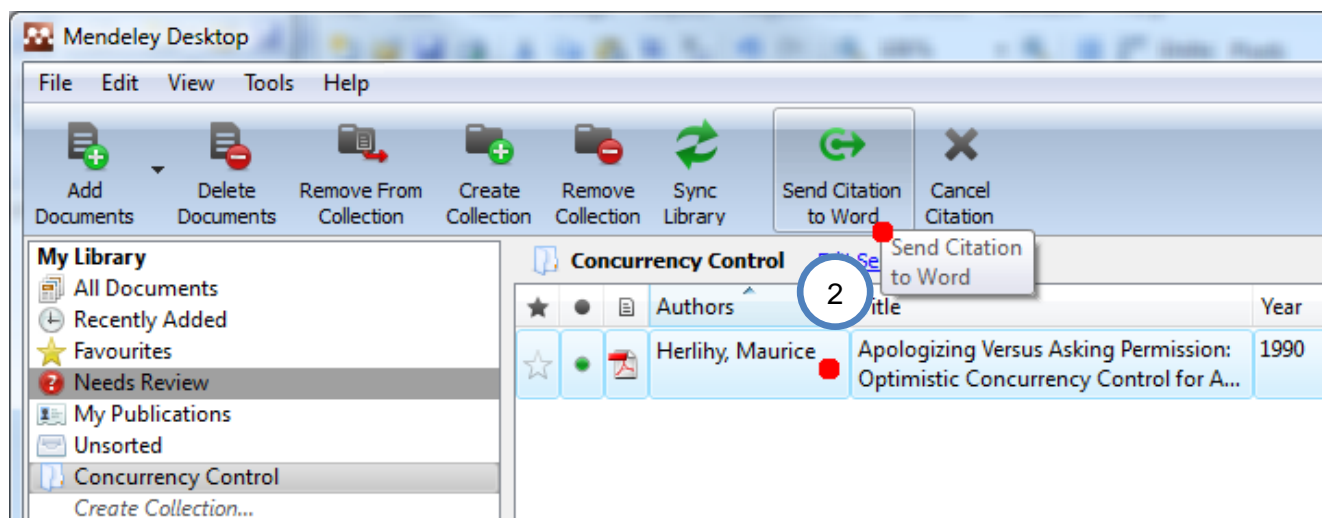 Mendeley Desktop
File Edit View Tools Help
Add Documents
Delete Documents
Remove From Collection
Create Collection
Remove Collection
Sync Library
Send Citation to Word
Cancel Citation
My Library
All Documents
Recently Added
Favourites
Needs Review
My Publications
Unsorted
Concurrency Control
Create Collection...
Concurrency Control
Send Citation
to Word
2
Authors Title Year
Herlihy, Maurice Apologizing Versus Asking Permission: 1990
Optimistic Concurrency Control for A...